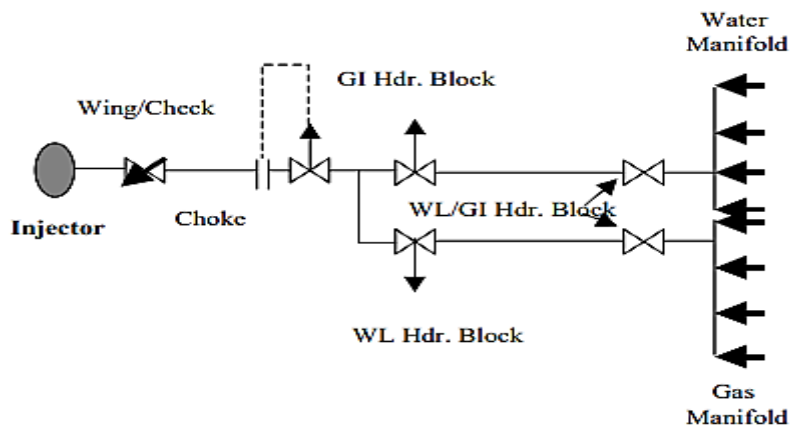 Water
Manifold
GI Hdr. Block
Wing/Check
Choke
WL/GI Hdr. Block
Injector
WL Hdr. Block
Gas
Manifold